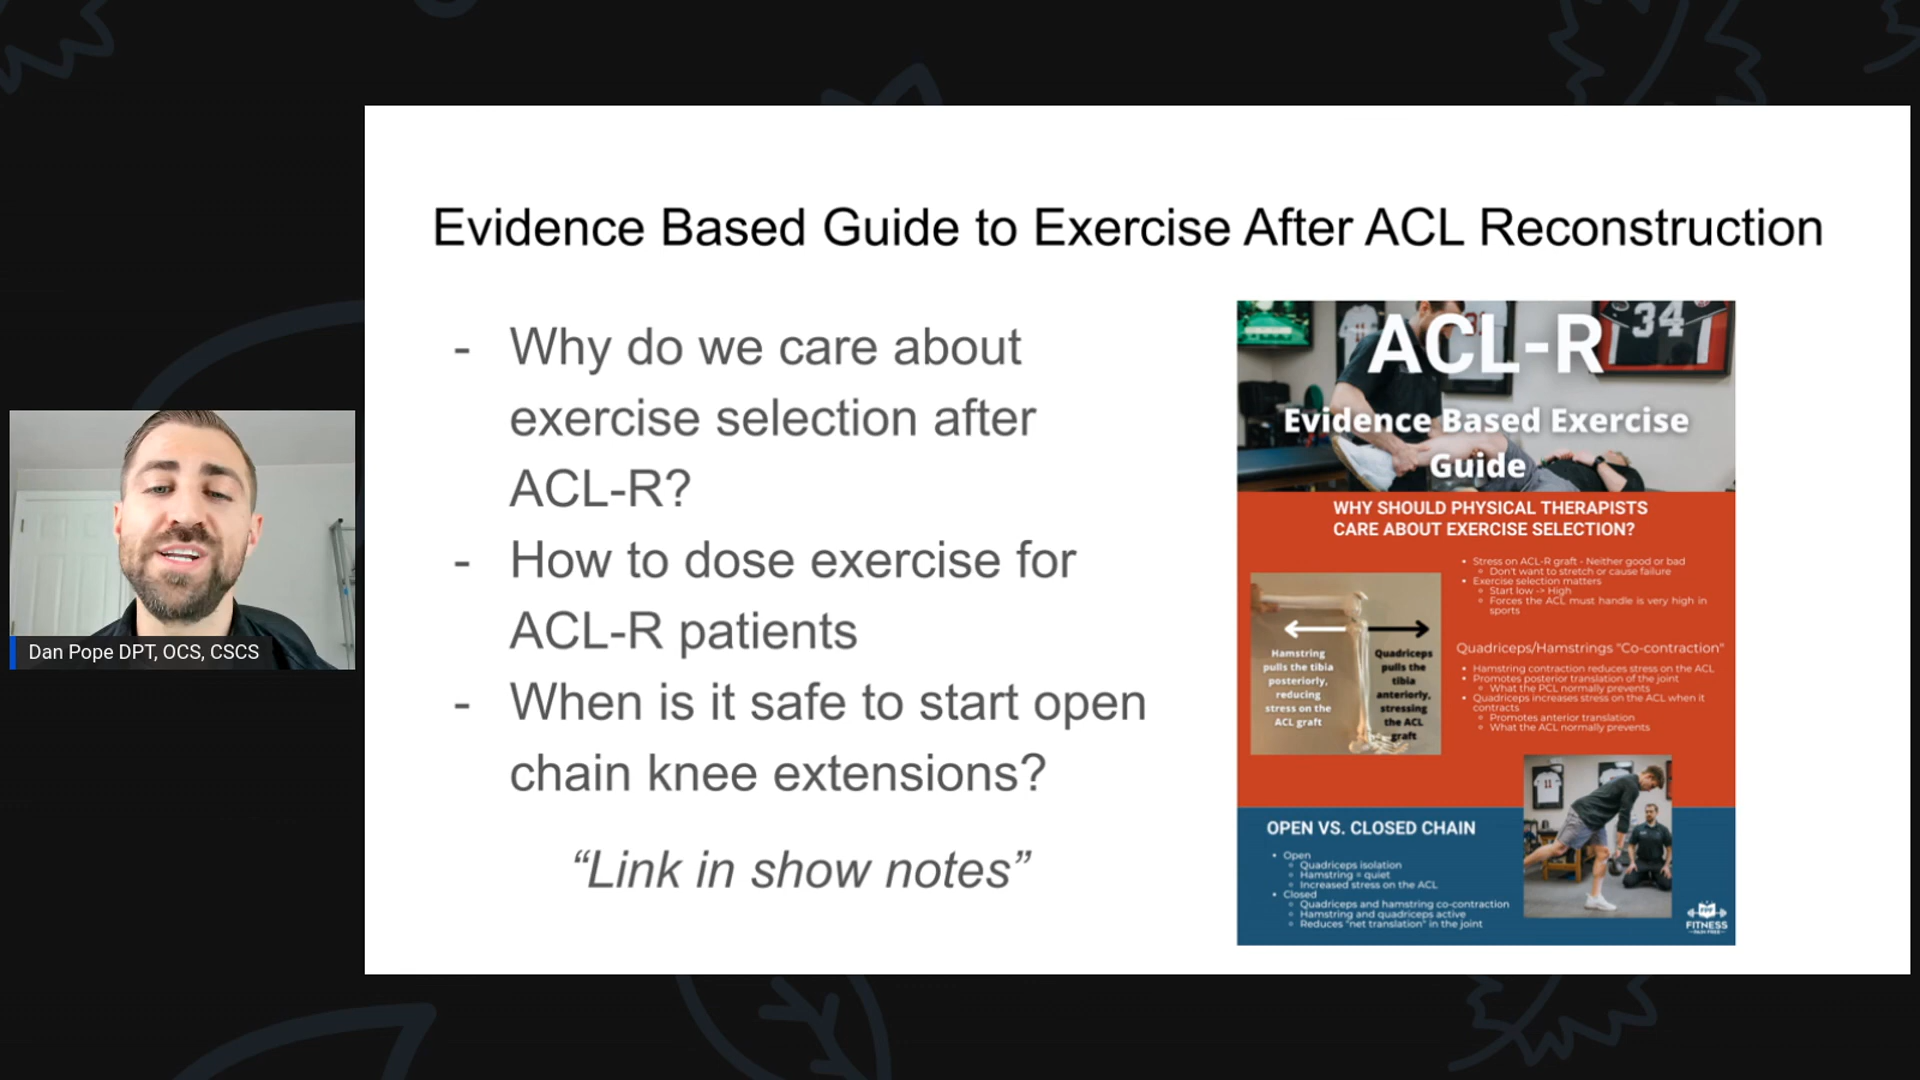 Evidence Based Guide to Exercise After ACL Reconstruction
- Why do we care about
exercise selection after
ACL-R?
- How to dose exercise for
ACL-R patients
- When is it safe to start open
chain knee extensions?
“Link in show notes”
Dan Pope DPT, OCS, CSCS
34
ACL-R
Evidence Based Exercise
Guide
WHY SHOULD PHYSICAL THERAPISTS
CARE ABOUT EXERCISE SELECTION?
• Stress on ACL-R graft - Neither good or bad
Don't want to stretch or cause failure
• Exercise selection matters
Start low -> High
Forces the ACL must handle is very high in
sports
Hamstring
pulls the tibia
posteriorly,
reducing
stress on the
ACL graft
Quadriceps
pulls the
tibia
anteriorly,
stressing
the ACL
graft
Quadriceps/Hamstrings "Co-contraction"
• Hamstring contraction reduces stress on the ACL
• Promotes posterior translation of the joint
What the PCL normally prevents
• Quadriceps increases stress on the ACL when it
contracts
Promotes anterior translation
What the ACL normally prevents
11
OPEN VS. CLOSED CHAIN
• Open
Quadriceps isolation
Hamstring = quiet
Increased stress on the ACL
• Closed
Quadriceps and hamstring co-contraction
Hamstring and quadriceps active
Reduces "net translation" in the joint
FPF
FITNESS
PAIN FREE